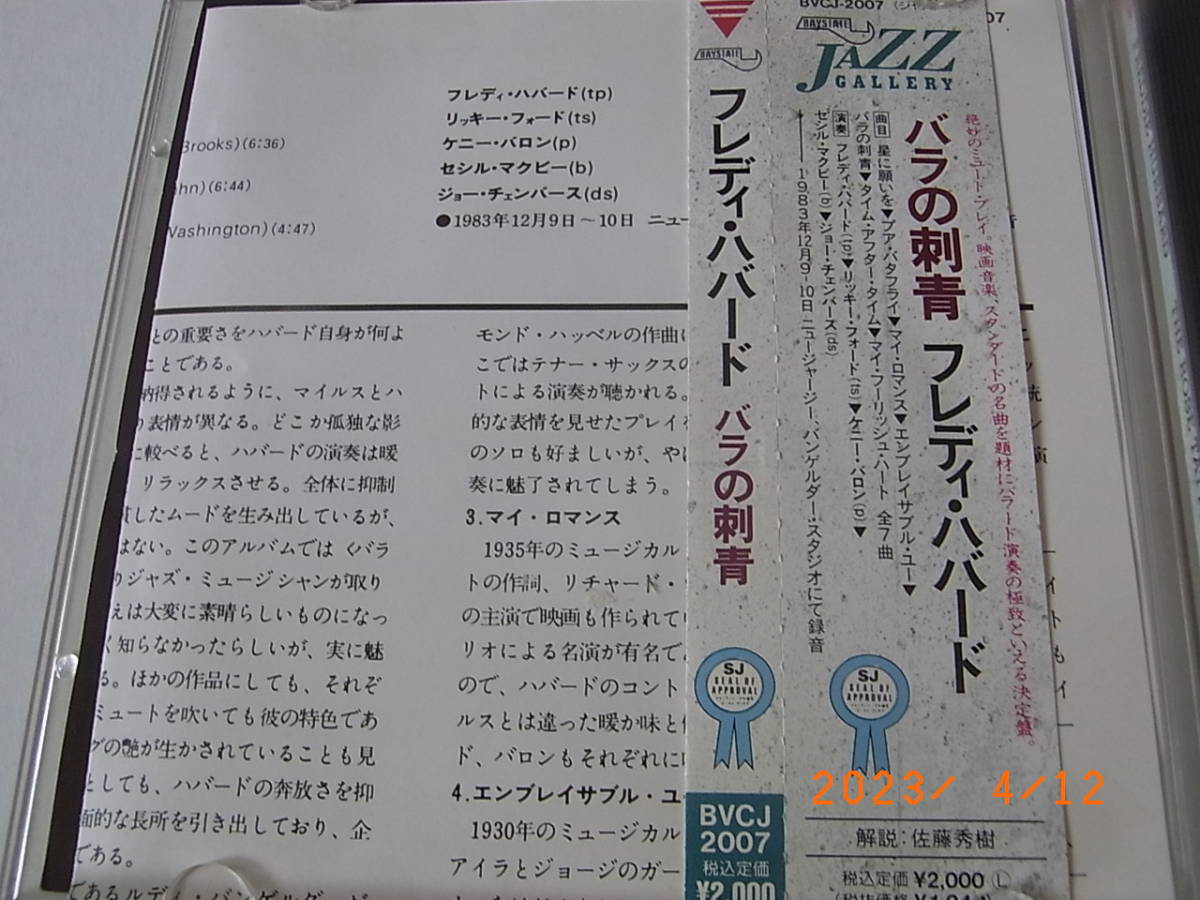 Brooks) (6:36)
ahn) (6:44)
Washington) (4:47)
フレディ・ハバード(tp)
リッキー・フォード(ts)
ケニー・バロン(p)
セシル・マクビー(b)
ジョー・チェンバース(ds)
●1983年12月9日～10日 ニュー
との重要さをハバード自身が何よ
ことである。
納得されるように、マイルスとハ
表情が異なる。どこか孤独な影
に較べると、ハバードの演奏は暖
リラックスさせる。全体に抑制
したムードを生み出しているが、
はない。このアルバムでは〈バラ
りジャズ・ミュージシャンが取り
えは大変に素晴らしいものになっ
く知らなかったらしいが、実に魅
る。ほかの作品にしても、それぞ
ミュートを吹いても彼の特色であ
グの艶が生かされていることも見
としても、ハバードの奔放さを抑
面的な長所を引き出しており、企
である。
であるルディ・バンゲルダー・ビ
モンド・ハッベルの作曲に
こではテナー・サックスの
トによる演奏が聴かれる。
的な表情を見せたプレイを
のソロも好ましいが、やは
奏に魅了されてしまう。
3.マイ・ロマンス
1935年のミュージカル
トの作詞、リチャード・
の主演で映画も作られてい
リオによる名演が有名であ
ので、ハバードのコント
ルスとは違った暖か味と
ド、バロンもそれぞれに
4.エンブレイサブル・ユー
1930年のミュージカル
アイラとジョージのガー
BAYSTATE
フレディ・ハバード バラの刺青
SJ
SEAL OF
APPROVAL
BVCJ
2007
税込定価
¥2,000
BVCJ-2007
07
BAYSTATE
JAZZ
GALLERY
絶妙のミュート・プレイ。映画音楽、スタンダードの名曲を題材にバラード演奏の極致といえる決定盤。
バラの刺青 フレディ・ハバード
曲目 星に願いを▼プア・バタフライ▼マイ・ロマンス▼エンブレイサブル・ユー▼
バラの刺青▼タイム・アフター・タイム▼マイ・フーリッシュ・ハート 全7曲
演奏 フレディ・ハバード(tp)▼リッキー・フォード(ts)▼ケニー・バロン(p)▼
セシル・マクビー(b)▼ジョー・チェンバース(ds)
1983年12月9-10日 ニュージャージー、バンゲルダー・スタジオにて録音
SJ
SEAL OF
APPROVAL
2023/ 4/12
解説：佐藤秀樹
税込定価 ¥2,000 Ⓛ